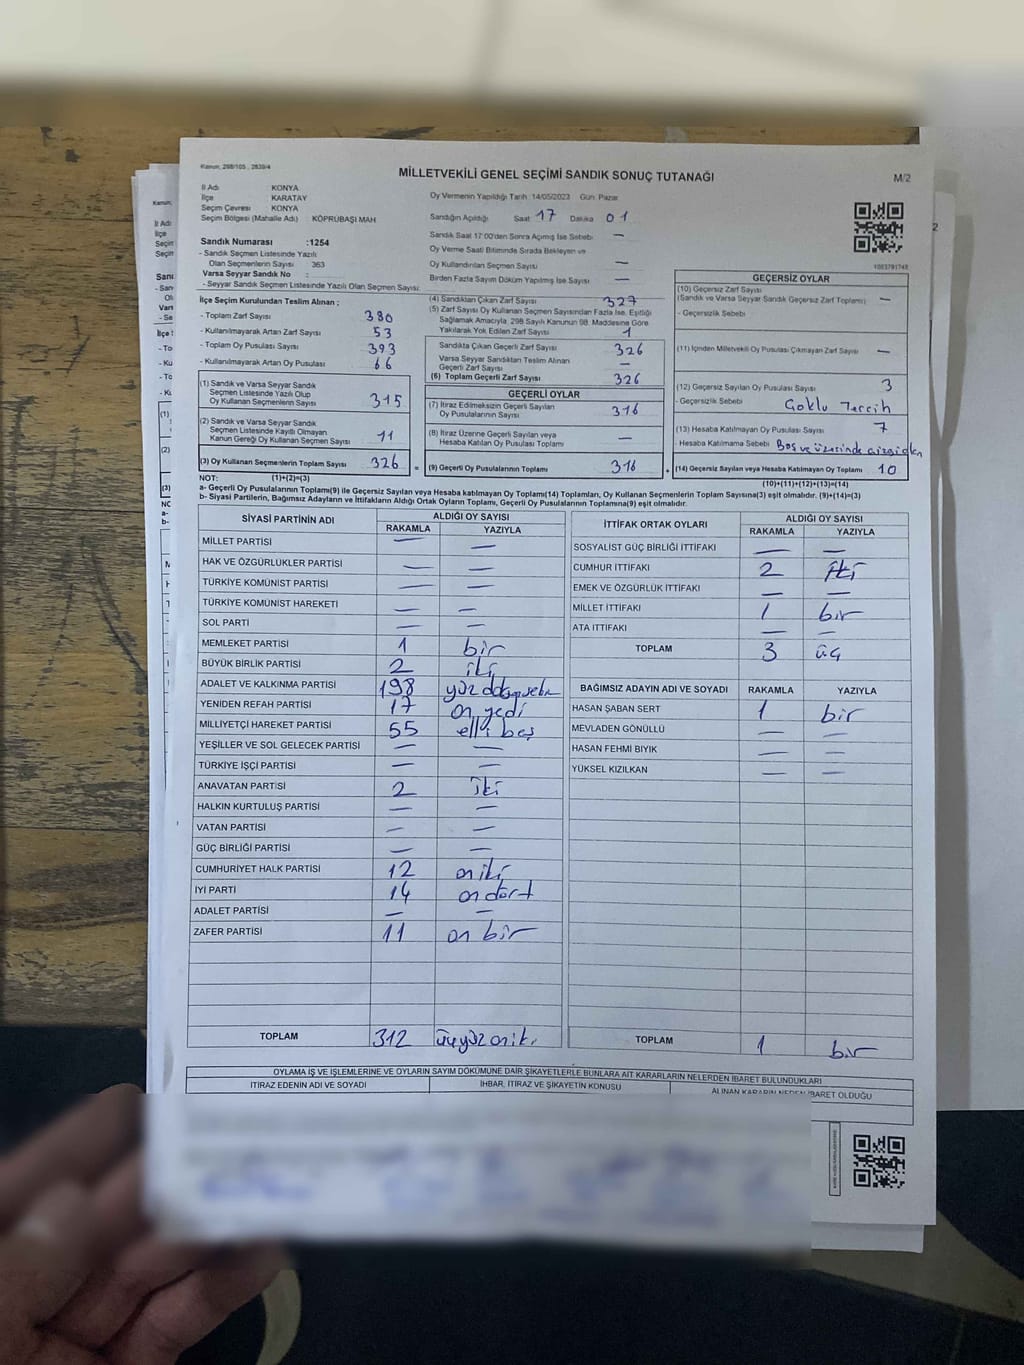 Kanun: 298/105 , 2839/4
MİLLETVEKİLİ GENEL SEÇİMİ SANDIK SONUÇ TUTANAĞI
M/2
İl Adı : KONYA
İlçe : KARATAY
Seçim Çevresi : KONYA
Seçim Bölgesi (Mahalle Adı) : KÖPRÜBAŞI MAH
Sandık Numarası :1254
- Sandık Seçmen Listesinde Yazılı
Olan Seçmenlerin Sayısı : 363
Varsa Seyyar Sandık No :
- Seyyar Sandık Seçmen Listesinde Yazılı Olan Seçmen Sayısı:
Oy Vermenin Yapıldığı Tarih :14/05/2023 Gün: Pazar
Sandığın Açıldığı Saat: 17 Dakika 01
Sandık Saat 17:00'den Sonra Açılmış İse Sebebi : —
Oy Verme Saati Bitiminde Sırada Bekleyen ve
Oy Kullandırılan Seçmen Sayısı : —
Birden Fazla Sayım Döküm Yapılmış İse Sayısı : —
İlçe Seçim Kurulundan Teslim Alınan ;
- Toplam Zarf Sayısı : 380
- Kullanılmayarak Artan Zarf Sayısı : 53
- Toplam Oy Pusulası Sayısı : 393
- Kullanılmayarak Artan Oy Pusulası : 66
(1) Sandık ve Varsa Seyyar Sandık
Seçmen Listesinde Yazılı Olup
Oy Kullanan Seçmenlerin Sayısı : 315
(2) Sandık ve Varsa Seyyar Sandık
Seçmen Listesinde Kayıtlı Olmayan
Kanun Gereği Oy Kullanan Seçmen Sayısı : 11
(3) Oy Kullanan Seçmenlerin Toplam Sayısı : 326
(4) Sandıktan Çıkan Zarf Sayısı : 327
(5) Zarf Sayısı Oy Kullanan Seçmen Sayısından Fazla İse, Eşitliği
Sağlamak Amacıyla, 298 Sayılı Kanunun 98. Maddesine Göre
Yakılarak Yok Edilen Zarf Sayısı : 1
Sandıkta Çıkan Geçerli Zarf Sayısı : 326
Varsa Seyyar Sandıktan Teslim Alınan
Geçerli Zarf Sayısı : —
(6) Toplam Geçerli Zarf Sayısı : 326
GEÇERLİ OYLAR
(7) İtiraz Edilmeksizin Geçerli Sayılan
Oy Pusulalarının Sayısı : 316
(8) İtiraz Üzerine Geçerli Sayılan veya
Hesaba Katılan Oy Pusulası Toplamı : —
= (9) Geçerli Oy Pusulalarının Toplamı : 316
1003791743
GEÇERSİZ OYLAR
(10) Geçersiz Zarf Sayısı
(Sandık ve Varsa Seyyar Sandık Geçersiz Zarf Toplamı) : —
- Geçersizlik Sebebi :
(11) İçinden Milletvekili Oy Pusulası Çıkmayan Zarf Sayısı : —
(12) Geçersiz Sayılan Oy Pusulası Sayısı : 3
- Geçersizlik Sebebi : Çoklu Tercih
(13) Hesaba Katılmayan Oy Pusulası Sayısı : 7
- Hesaba Katılmama Sebebi : Boş ve üzerinde
+ (14) Geçersiz Sayılan veya Hesaba Katılmayan Oy Toplamı : 10
NOT: (1)+(2)=(3)
(10)+(11)+(12)+(13)=(14)
a- Geçerli Oy Pusulalarının Toplamı(9) ile Geçersiz Sayılan veya Hesaba katılmayan Oy Toplamı(14) Toplamları, Oy Kullanan Seçmenlerin Toplam Sayısına(3) eşit olmalıdır. (9)+(14)=(3)
b- Siyasi Partilerin, Bağımsız Adayların ve İttifakların Aldığı Ortak Oyların Toplamı, Geçerli Oy Pusulalarının Toplamına(9) eşit olmalıdır.
SİYASİ PARTİNİN ADI ALDIĞI OY SAYISI
RAKAMLA YAZIYLA
MİLLET PARTİSİ — —
HAK VE ÖZGÜRLÜKLER PARTİSİ — —
TÜRKİYE KOMÜNİST PARTİSİ — —
TÜRKİYE KOMÜNİST HAREKETİ — —
SOL PARTİ — —
MEMLEKET PARTİSİ 1 bir
BÜYÜK BİRLİK PARTİSİ 2 iki
ADALET VE KALKINMA PARTİSİ 198 yüz
YENİDEN REFAH PARTİSİ 17 on yedi
MİLLİYETÇİ HAREKET PARTİSİ 55 elli beş
YEŞİLLER VE SOL GELECEK PARTİSİ — —
TÜRKİYE İŞÇİ PARTİSİ — —
ANAVATAN PARTİSİ 2 iki
HALKIN KURTULUŞ PARTİSİ — —
VATAN PARTİSİ — —
GÜÇ BİRLİĞİ PARTİSİ — —
CUMHURİYET HALK PARTİSİ 12 on iki
İYİ PARTİ 14 on dört
ADALET PARTİSİ — —
ZAFER PARTİSİ 11 on bir
TOPLAM 312 üçyüz oniki
İTTİFAK ORTAK OYLARI ALDIĞI OY SAYISI
RAKAMLA YAZIYLA
SOSYALİST GÜÇ BİRLİĞİ İTTİFAKI — —
CUMHUR İTTİFAKI 2 iki
EMEK VE ÖZGÜRLÜK İTTİFAKI — —
MİLLET İTTİFAKI 1 bir
ATA İTTİFAKI — —
TOPLAM 3 üç
BAĞIMSIZ ADAYIN ADI VE SOYADI RAKAMLA YAZIYLA
HASAN ŞABAN SERT 1 bir
MEVLADEN GÖNÜLLÜ — —
HASAN FEHMİ BIYIK — —
YÜKSEL KIZILKAN — —
TOPLAM 1 bir
OYLAMA İŞ VE İŞLEMLERİNE VE OYLARIN SAYIM DÖKÜMÜNE DAİR ŞİKAYETLERLE BUNLARA AİT KARARLARIN NELERDEN İBARET BULUNDUKLARI
İTİRAZ EDENİN ADI VE SOYADI İHBAR, İTİRAZ VE ŞİKAYETİN KONUSU ALINAN KARARIN NEDEN İBARET OLDUĞU